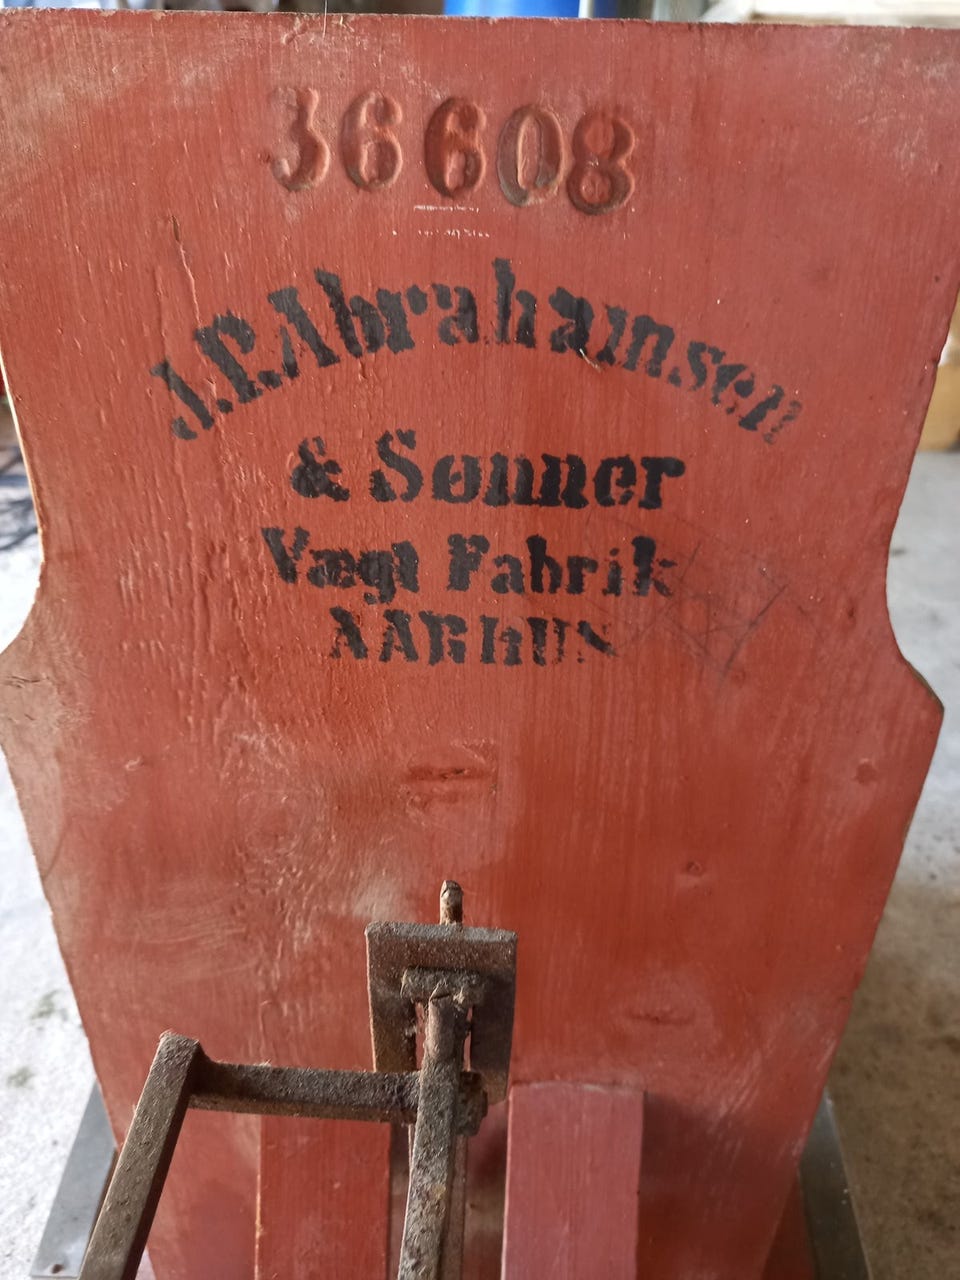 36608
J.P. Abrahamsen
& Sønner
Vægt Fabrik
AARHUS